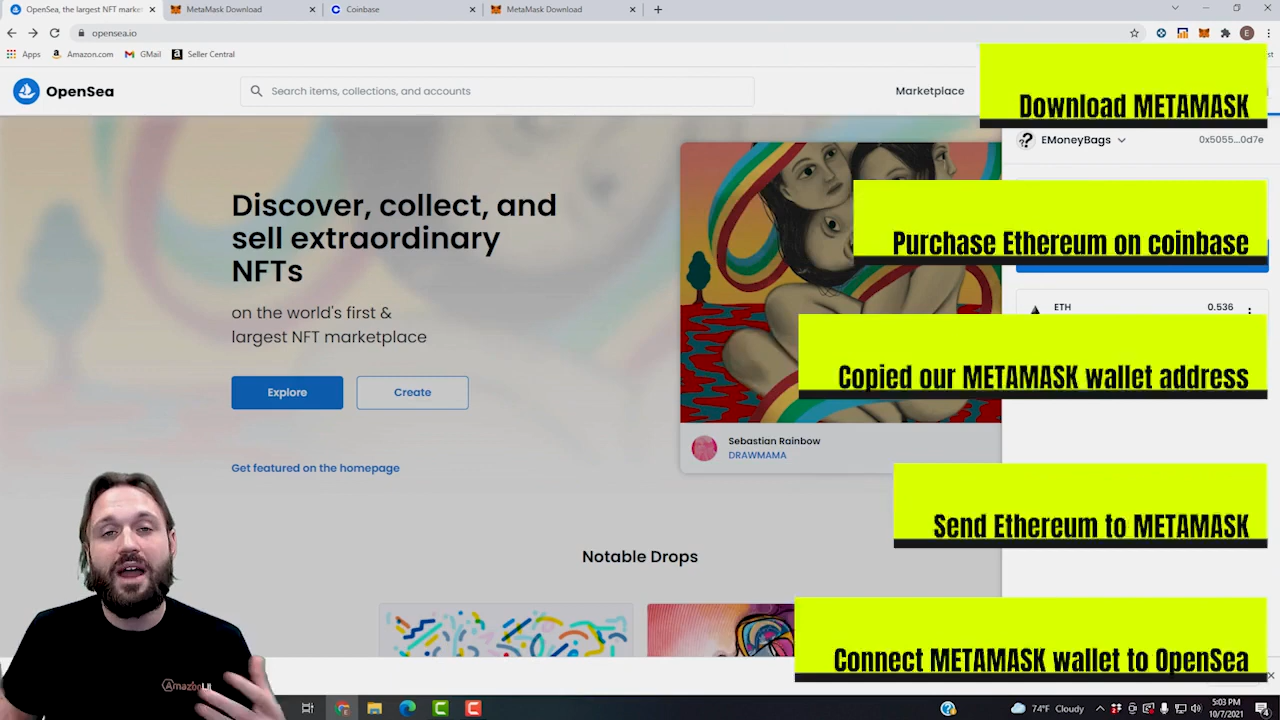 OpenSea, the largest NFT marke
MetaMask Download
Coinbase
MetaMask Download
opensea.io
Apps
Amazon.com
GMail
Seller Central
OpenSea
Search items, collections, and accounts
Marketplace
Download METAMASK
EMoneyBags
0x5055...0d7e
Discover, collect, and
sell extraordinary
NFTs
Purchase Ethereum on coinbase
on the world's first &
largest NFT marketplace
ETH
0.536
Copied our METAMASK wallet address
Explore
Create
Sebastian Rainbow
DRAWMAMA
Get featured on the homepage
Send Ethereum to METAMASK
Notable Drops
Connect METAMASK wallet to OpenSea
AmazonLit
74°F Cloudy
5:03 PM
10/7/2021